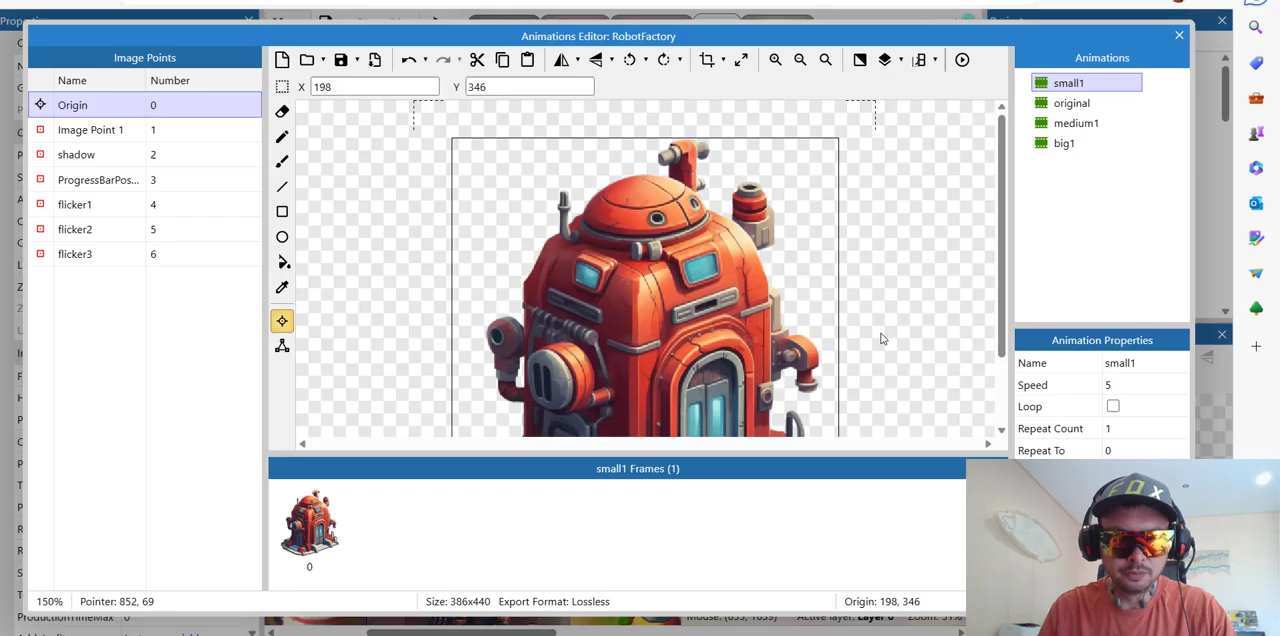 Animations Editor: RobotFactory
Image Points
Name Number
Origin 0
Image Point 1 1
shadow 2
ProgressBarPos... 3
flicker1 4
flicker2 5
flicker3 6
X 198 Y 346
Animations
small1
original
medium1
big1
Animation Properties
Name small1
Speed 5
Loop
Repeat Count 1
Repeat To 0
small1 Frames (1)
0
150% Pointer: 852, 69 Size: 386x440 Export Format: Lossless Origin: 198, 346
FOX